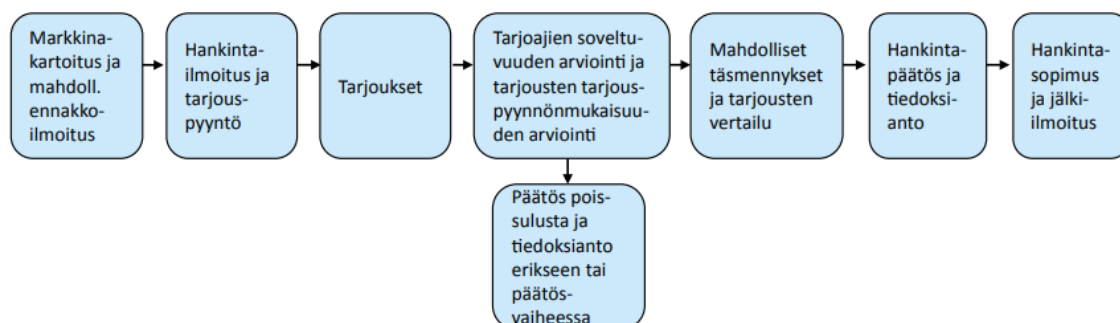 Markkina-
kartoitus ja
mahdoll.
ennakko-
ilmoitus
Hankinta-
ilmoitus ja
tarjous-
pyyntö
Tarjoukset
Tarjoajien soveltu-
vuuden arviointi ja
tarjousten tarjous-
pyynnönmukaisuu-
den arviointi
Mahdolliset
täsmennykset
ja tarjousten
vertailu
Hankinta-
päätös ja
tiedoksi-
anto
Hankinta-
sopimus
ja jälki-
ilmoitus
Päätös pois-
sulusta ja
tiedoksianto
erikseen tai
päätös-
vaiheessa